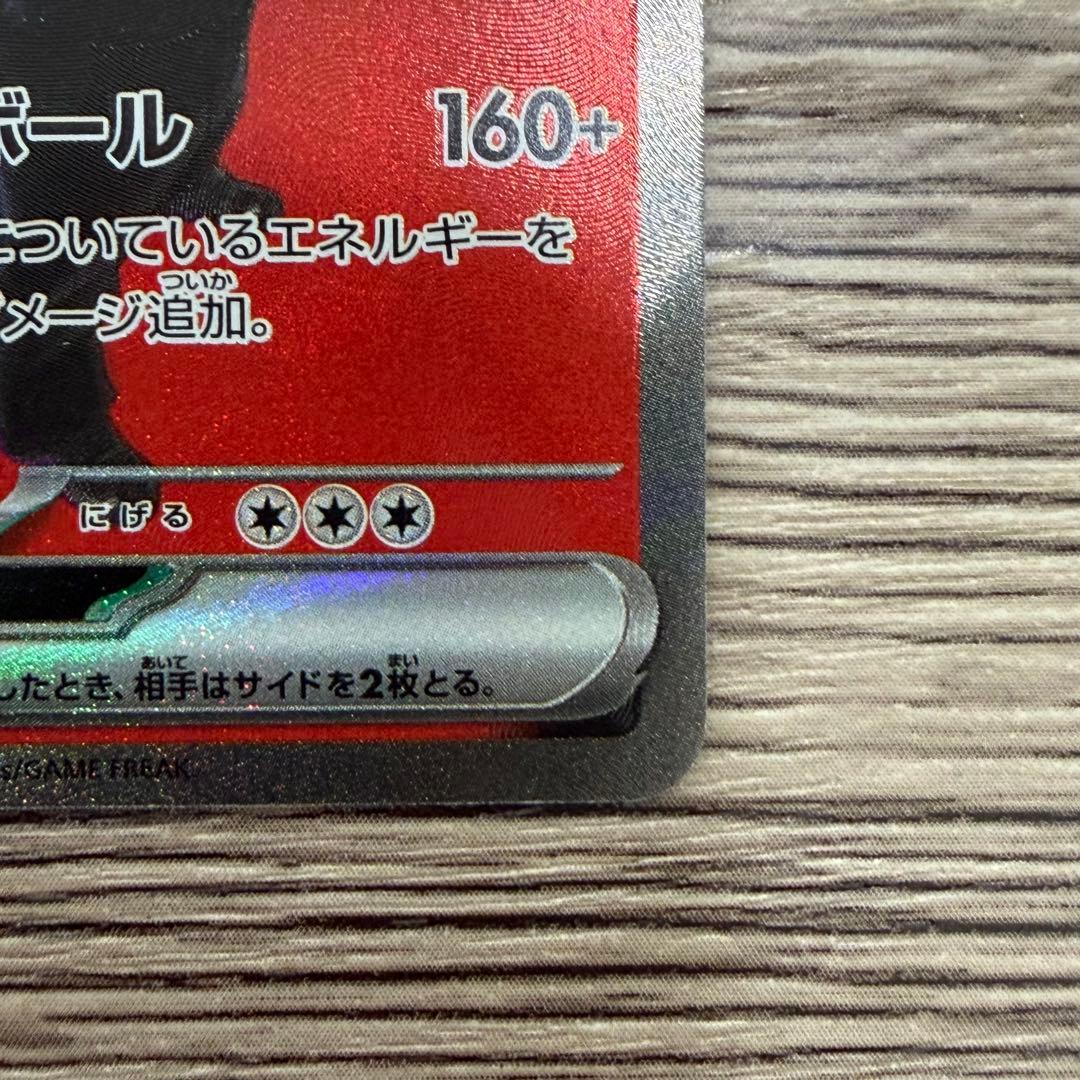 ボール 160+
についているエネルギーを
ついか
ダメージ追加。
にげる
あいて まい
したとき、相手はサイドを2枚とる。
s/GAME FREAK.